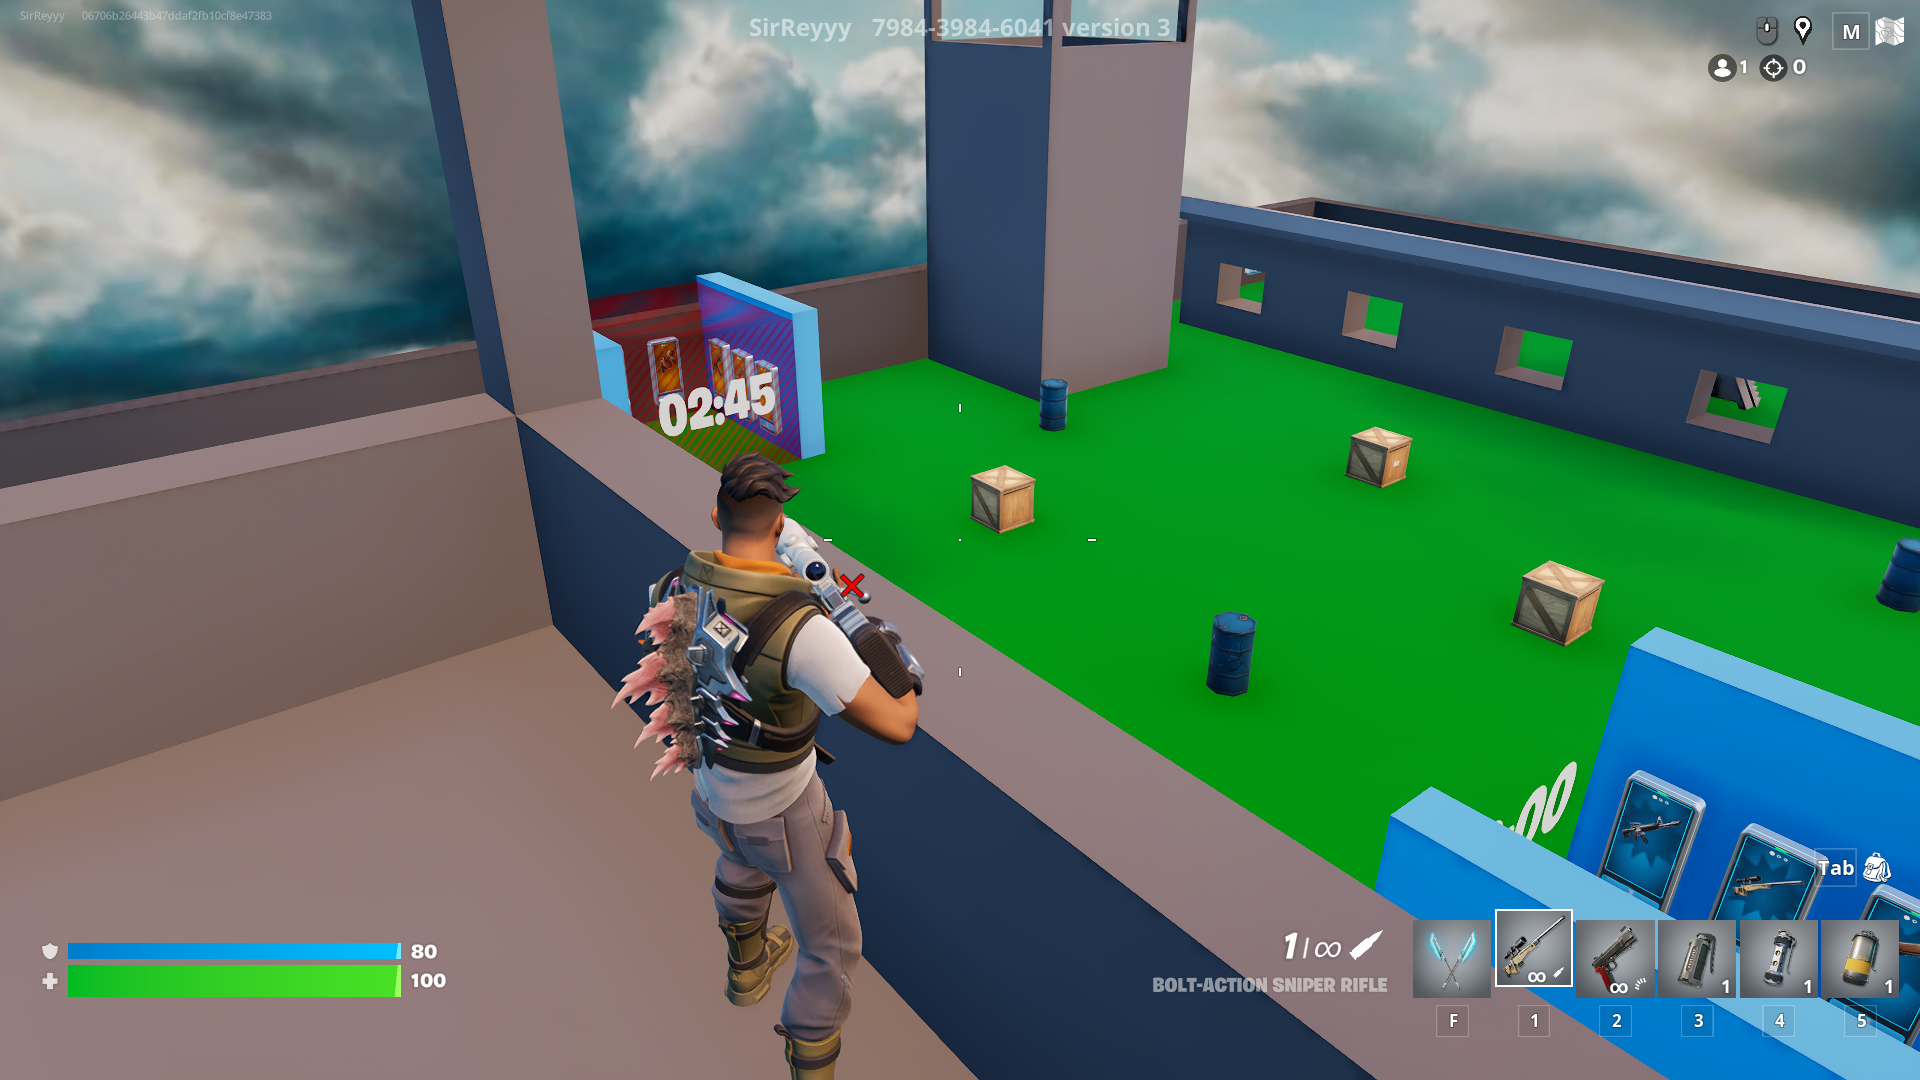 SirReyyy 06706b26443b47ddaf2fb10cf8e47383
SirReyyy 7984-3984-6041 version 3
M
1 0
02:45
00
Tab
80
100
1 | ∞
BOLT-ACTION SNIPER RIFLE
∞ ∞ 1 1 1
F 1 2 3 4 5